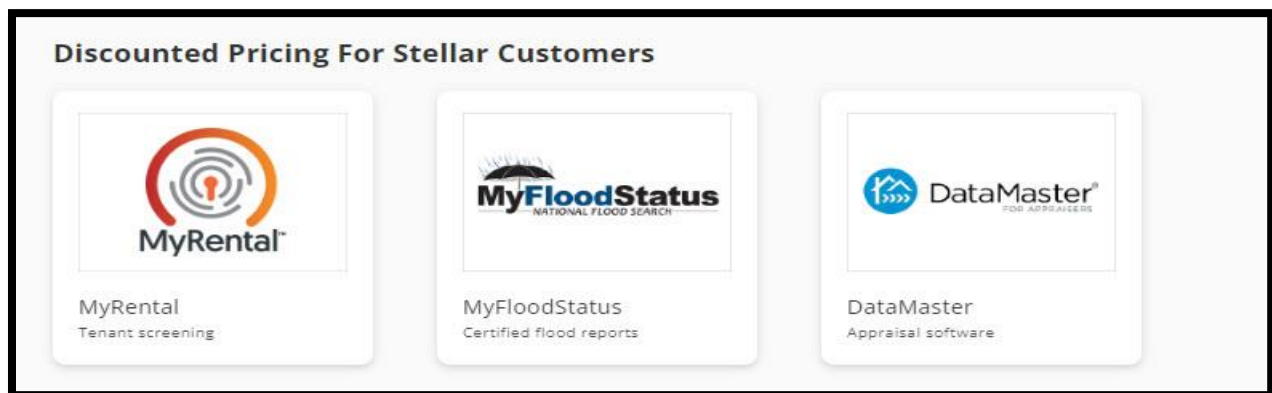 Discounted Pricing For Stellar Customers
MyRental™
MyRental
Tenant screening
MyFloodStatus
NATIONAL FLOOD SEARCH
MyFloodStatus
Certified flood reports
DataMaster®
FOR APPRAISERS
DataMaster
Appraisal software